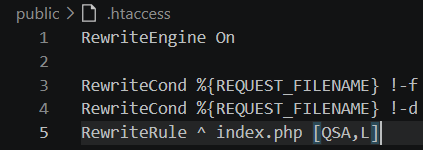 public > .htaccess
1 RewriteEngine On
2
3 RewriteCond %{REQUEST_FILENAME} !-f
4 RewriteCond %{REQUEST_FILENAME} !-d
5 RewriteRule ^ index.php [QSA,L]